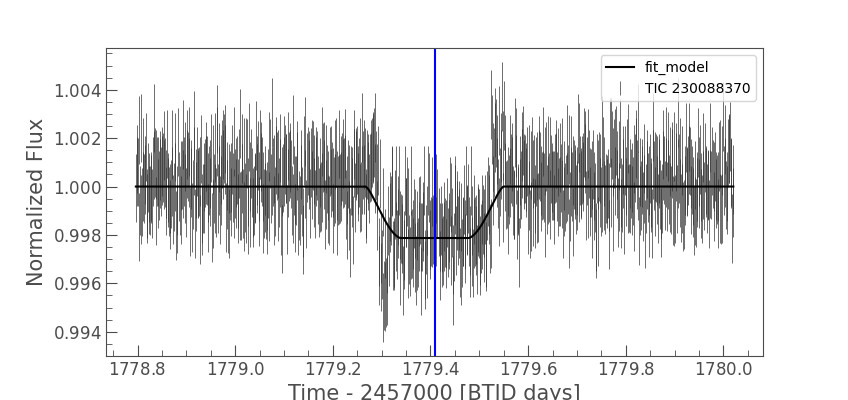 fit_model
TIC 230088370
1.004
1.002
1.000
0.998
0.996
0.994
Normalized Flux
1778.8 1779.0 1779.2 1779.4 1779.6 1779.8 1780.0
Time - 2457000 [BTJD days]